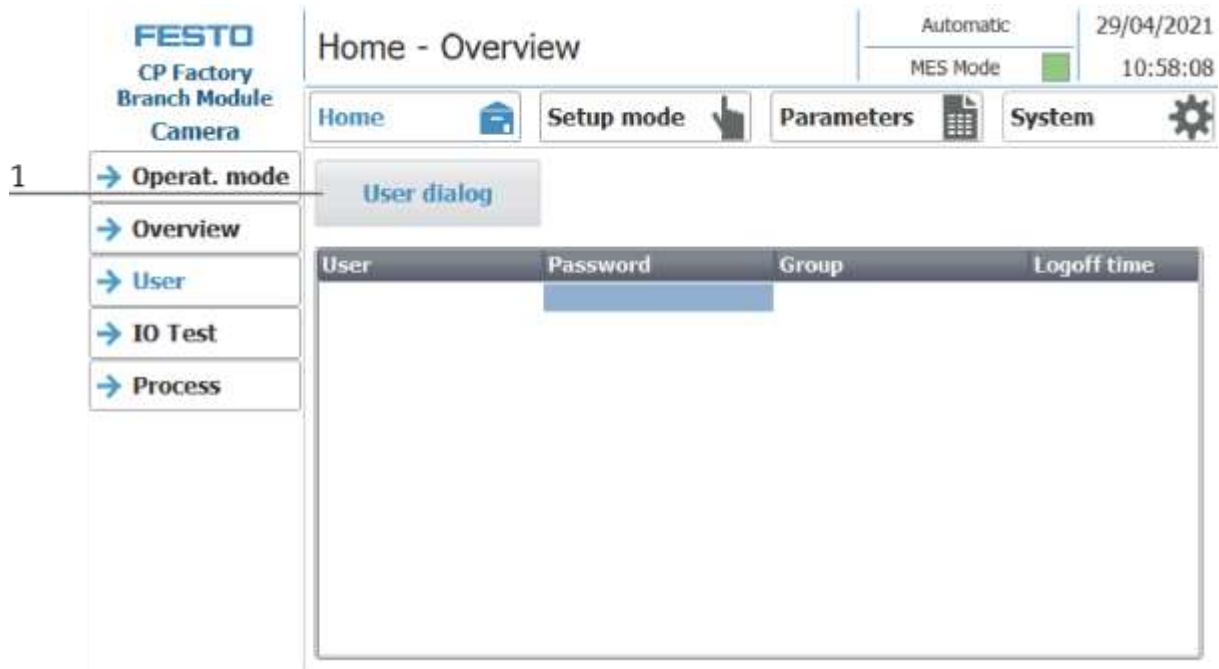 FESTO
CP Factory
Branch Module
Camera
Home - Overview
Automatic
MES Mode
29/04/2021
10:58:08
Home
Setup mode
Parameters
System
1
Operat. mode
Overview
User
IO Test
Process
User dialog
User Password Group Logoff time